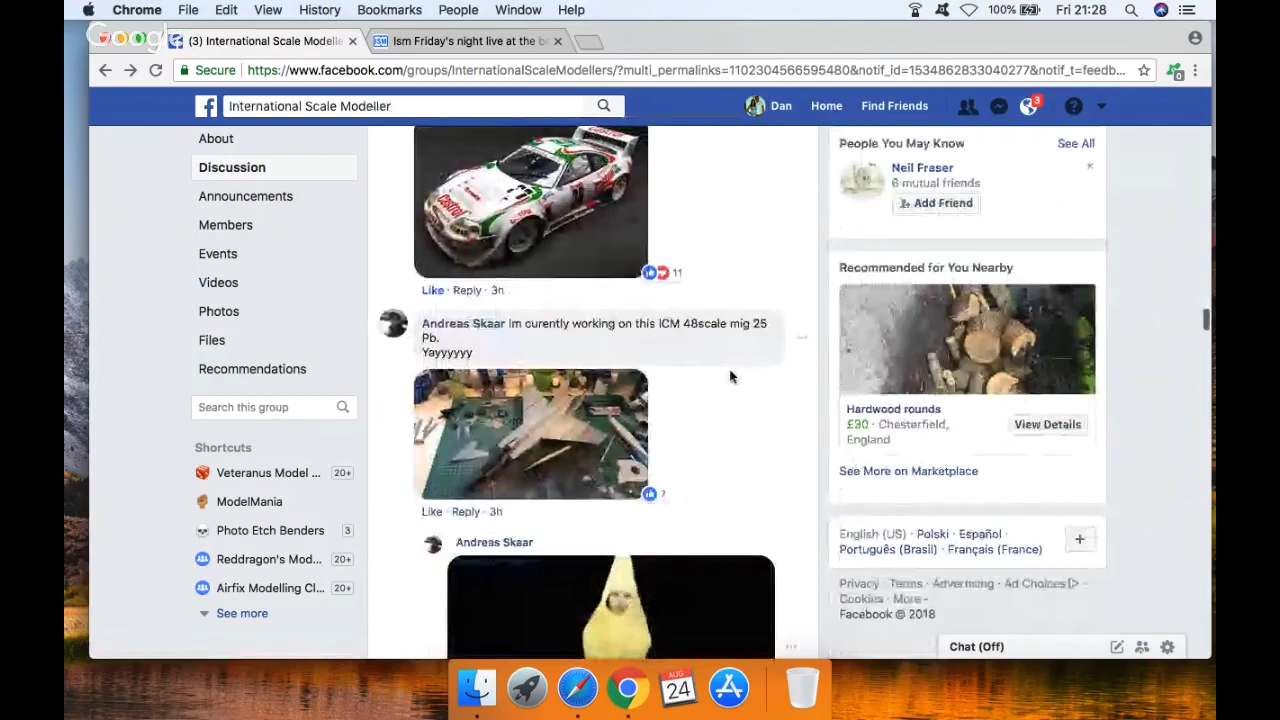 Chrome File Edit View History Bookmarks People Window Help 100% Fri 21:28
Google
(3) International Scale Modelle
Ism Friday's night live at the be
Secure https://www.facebook.com/groups/InternationalScaleModellers/?multi_permalinks=1102304566595480&notif_id=1534862833040277&notif_t=feedb...
International Scale Modeller
Dan Home Find Friends 3
About
Discussion
Announcements
Members
Events
Videos
Photos
Files
Recommendations
Search this group
Shortcuts
Veteranus Model ... 20+
ModelMania
Photo Etch Benders 3
Reddragon's Mod... 20+
Airfix Modelling Cl... 20+
See more
Castrol
11
Like · Reply · 3h
Andreas Skaar Im curently working on this ICM 48scale mig 25
Pb.
Yayyyyyy
7
Like · Reply · 3h
Andreas Skaar
People You May Know See All
Neil Fraser
6 mutual friends
Add Friend
Recommended for You Nearby
Hardwood rounds
£30 · Chesterfield,
England
View Details
See More on Marketplace
English (US) · Polski · Español ·
Português (Brasil) · Français (France)
Privacy · Terms · Advertising · Ad Choices
Cookies · More
Facebook © 2018
Chat (Off)
AUG
24